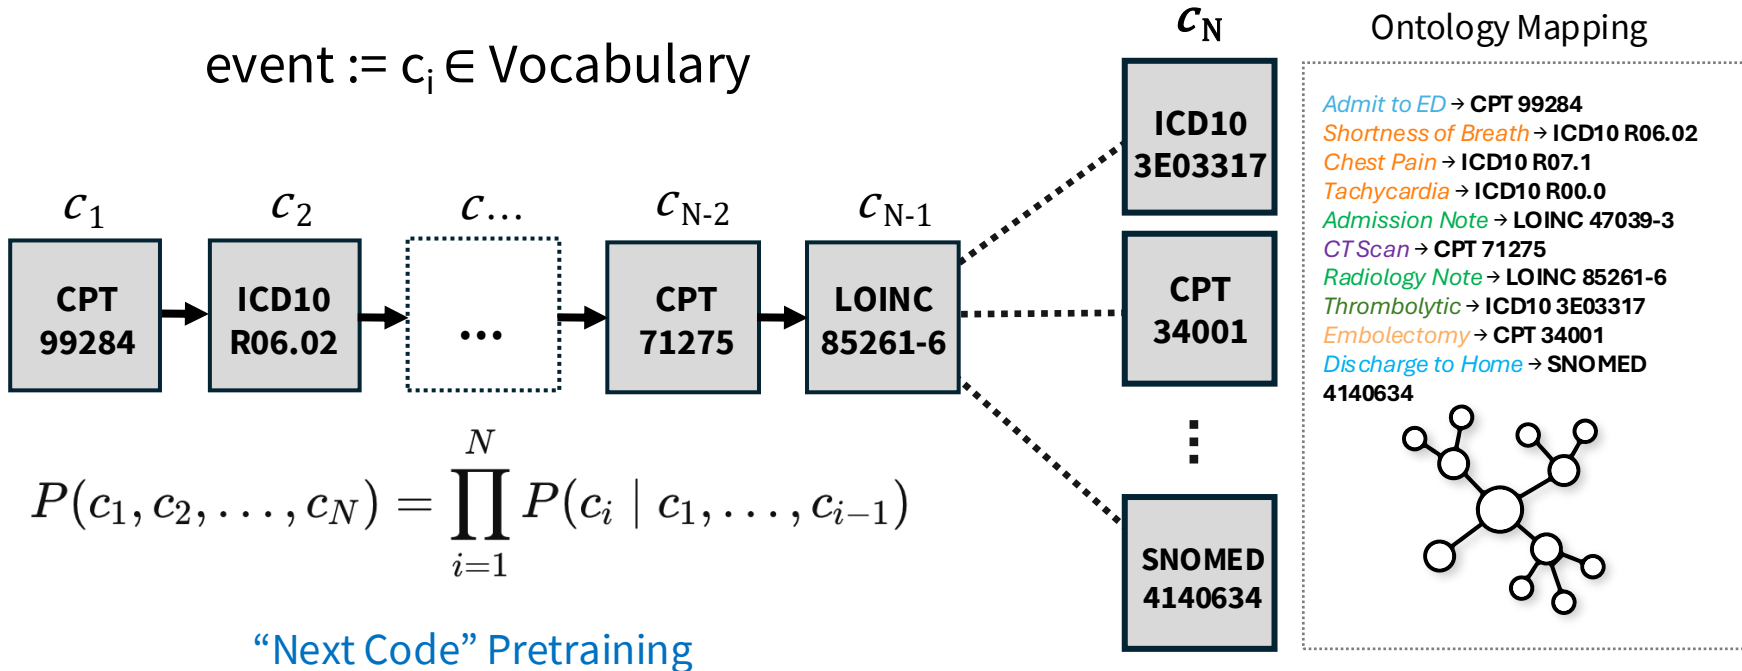 event := cᵢ ∈ Vocabulary
c₁
c₂
c...
c_N-2
c_N-1
c_N
CPT
99284
ICD10
R06.02
...
CPT
71275
LOINC
85261-6
ICD10
3E03317
CPT
34001
⋮
SNOMED
4140634
P(c₁, c₂, . . . , c_N) = ∏_{i=1}^{N} P(cᵢ | c₁, . . . , c_{i−1})
“Next Code” Pretraining
Ontology Mapping
Admit to ED → CPT 99284
Shortness of Breath → ICD10 R06.02
Chest Pain → ICD10 R07.1
Tachycardia → ICD10 R00.0
Admission Note → LOINC 47039-3
CT Scan → CPT 71275
Radiology Note → LOINC 85261-6
Thrombolytic → ICD10 3E03317
Embolectomy → CPT 34001
Discharge to Home → SNOMED
4140634